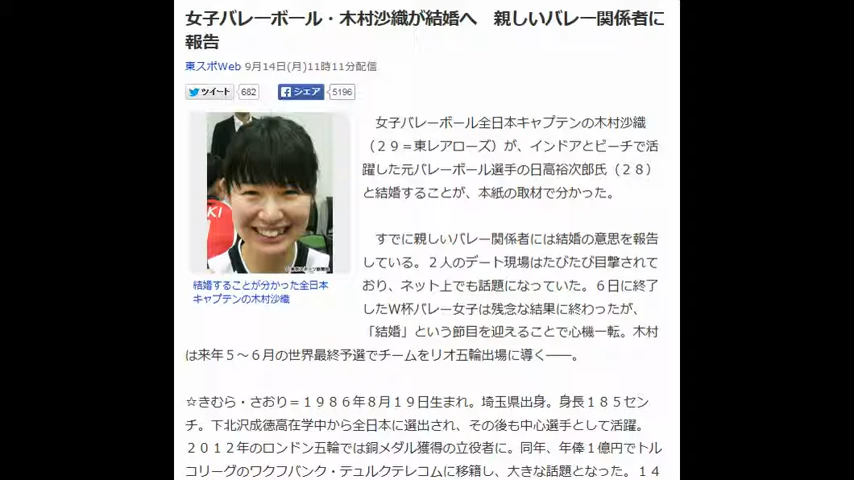 女子バレーボール・木村沙織が結婚へ　親しいバレー関係者に
報告
東スポWeb 9月14日(月)11時11分配信
ツイート 682 シェア 5196
女子バレーボール全日本キャプテンの木村沙織
（２９＝東レアローズ）が、インドアとビーチで活
躍した元バレーボール選手の日高裕次郎氏（２８）
と結婚することが、本紙の取材で分かった。
すでに親しいバレー関係者には結婚の意思を報告
している。２人のデート現場はたびたび目撃されて
おり、ネット上でも話題になっていた。６日に終了
したＷ杯バレー女子は残念な結果に終わったが、
「結婚」という節目を迎えることで心機一転。木村
は来年５～６月の世界最終予選でチームをリオ五輪出場に導く――。
KI
結婚することが分かった全日本
キャプテンの木村沙織
☆きむら・さおり＝１９８６年８月１９日生まれ。埼玉県出身。身長１８５セン
チ。下北沢成徳高在学中から全日本に選出され、その後も中心選手として活躍。
２０１２年のロンドン五輪では銅メダル獲得の立役者に。同年、年俸１億円でトル
コリーグのワクフバンク・テュルクテレコムに移籍し、大きな話題となった。１４